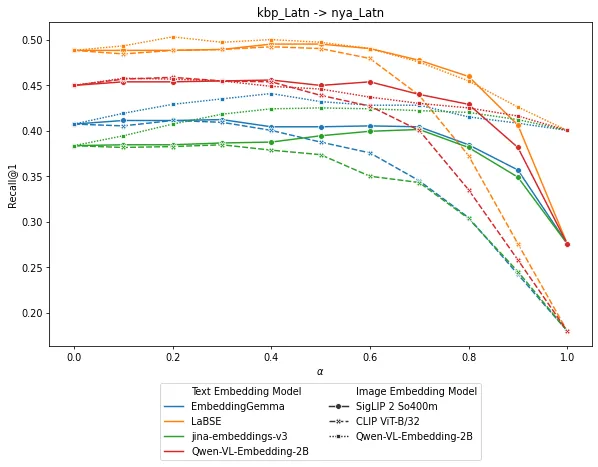 kbp_Latn -> nya_Latn
Recall@1
0.50
0.45
0.40
0.35
0.30
0.25
0.20
0.0
0.2
0.4
0.6
0.8
1.0
α
Text Embedding Model
EmbeddingGemma
LaBSE
jina-embeddings-v3
Qwen-VL-Embedding-2B
Image Embedding Model
SigLIP 2 So400m
CLIP ViT-B/32
Qwen-VL-Embedding-2B